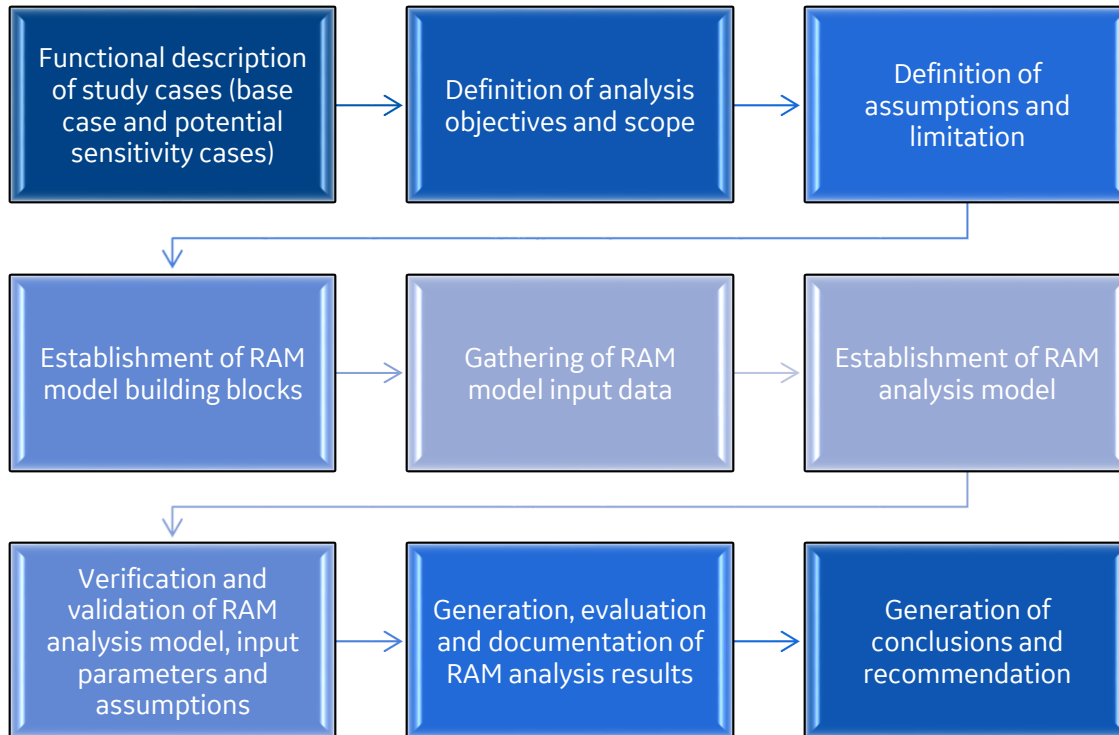 Functional description
of study cases (base
case and potential
sensitivity cases)
Definition of analysis
objectives and scope
Definition of
assumptions and
limitation
Establishment of RAM
model building blocks
Gathering of RAM
model input data
Establishment of RAM
analysis model
Verification and
validation of RAM
analysis model, input
parameters and
assumptions
Generation, evaluation
and documentation of
RAM analysis results
Generation of
conclusions and
recommendation